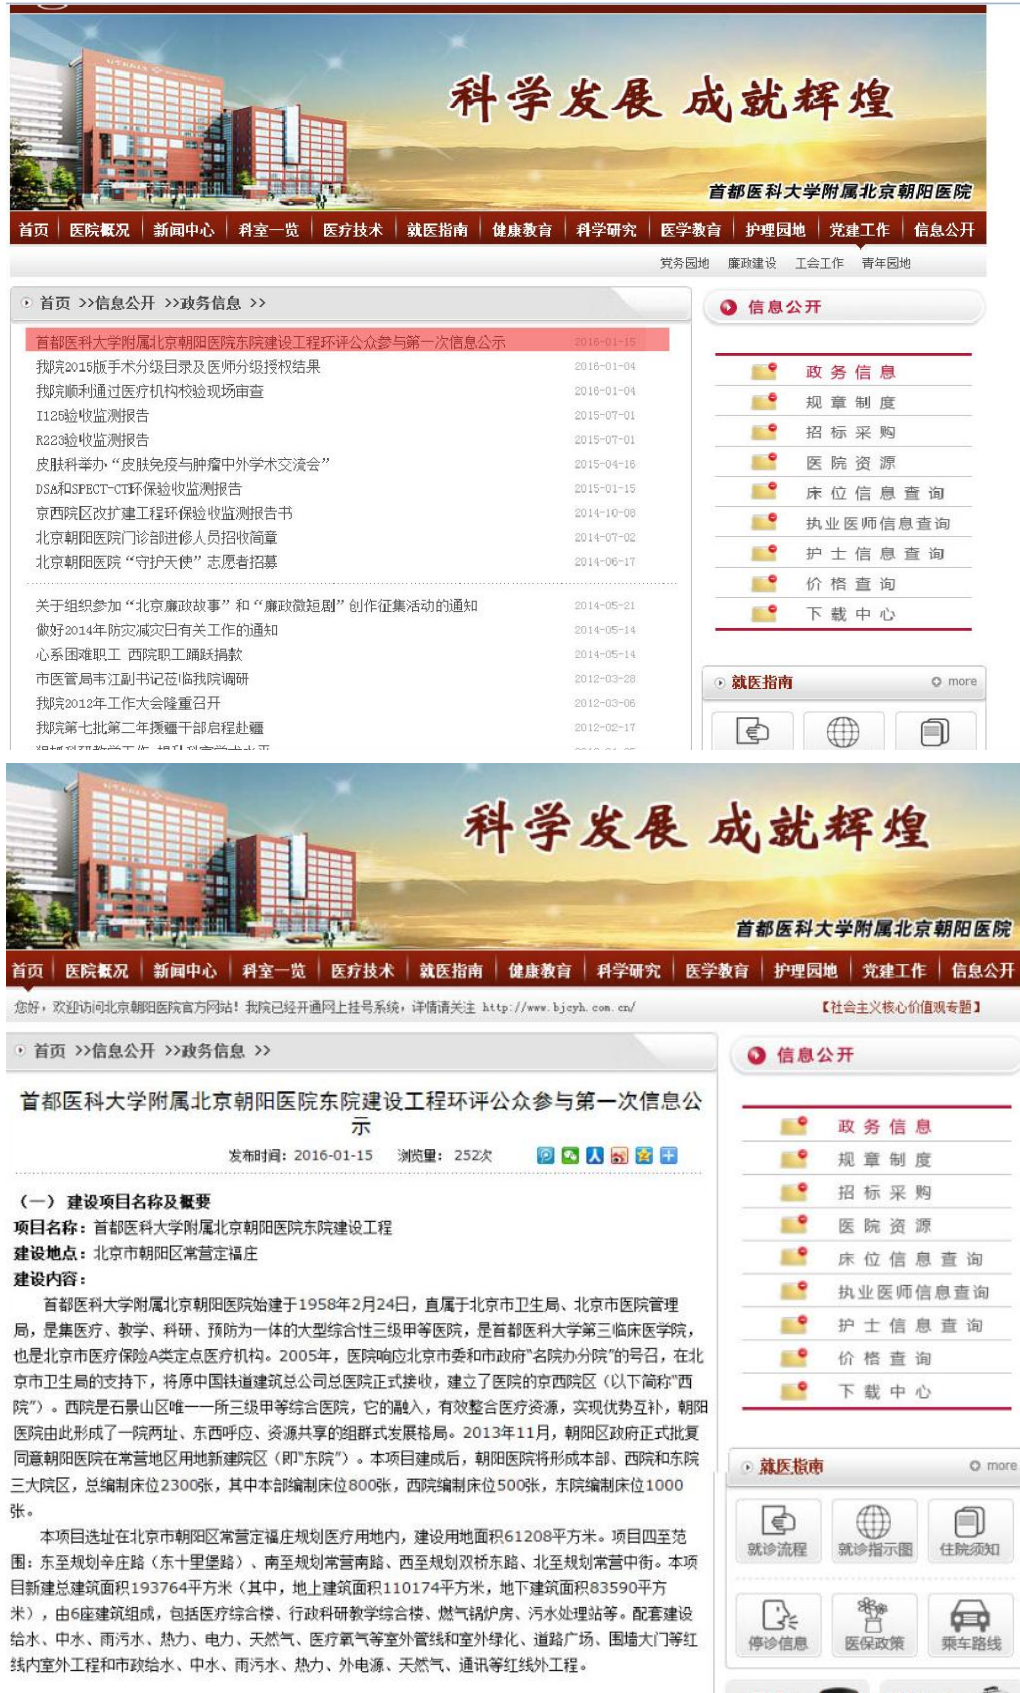 科学发展 成就辉煌
首都医科大学附属北京朝阳医院
首页 医院概况 新闻中心 科室一览 医疗技术 就医指南 健康教育 科学研究 医学教育 护理园地 党建工作 信息公开
党务园地 廉政建设 工会工作 青年园地
首页 >>信息公开 >>政务信息 >>
首都医科大学附属北京朝阳医院东院建设工程环评公众参与第一次信息公示 2016-01-15
我院2015版手术分级目录及医师分级授权结果 2016-01-04
我院顺利通过医疗机构校验现场审查 2016-01-04
I125验收监测报告 2015-07-01
R223验收监测报告 2015-07-01
皮肤科举办“皮肤免疫与肿瘤中外学术交流会” 2015-04-16
DSA和SPECT-CT环保验收监测报告 2015-01-15
京西院区改扩建工程环保验收监测报告书 2014-10-08
北京朝阳医院门诊部进修人员招收简章 2014-07-02
北京朝阳医院“守护天使”志愿者招募 2014-06-17
关于组织参加“北京廉政故事”和“廉政微短剧”创作征集活动的通知 2014-05-21
做好2014年防灾减灾日有关工作的通知 2014-05-14
心系困难职工 西院职工踊跃捐款 2014-05-14
市医管局韦江副书记莅临我院调研 2012-03-28
我院2012年工作大会隆重召开 2012-03-06
我院第七批第二年援疆干部启程赴疆 2012-02-17
信息公开
政务信息
规章制度
招标采购
医院资源
床位信息查询
执业医师信息查询
护士信息查询
价格查询
下载中心
就医指南 more
科学发展 成就辉煌
首都医科大学附属北京朝阳医院
首页 医院概况 新闻中心 科室一览 医疗技术 就医指南 健康教育 科学研究 医学教育 护理园地 党建工作 信息公开
您好，欢迎访问北京朝阳医院官方网站！我院已经开通网上挂号系统，详情请关注 http://www.bjcyh.com.cn/ 【社会主义核心价值观专题】
首页 >>信息公开 >>政务信息 >>
首都医科大学附属北京朝阳医院东院建设工程环评公众参与第一次信息公
示
发布时间：2016-01-15 浏览量：252次
（一） 建设项目名称及概要
项目名称：首都医科大学附属北京朝阳医院东院建设工程
建设地点：北京市朝阳区常营定福庄
建设内容：
首都医科大学附属北京朝阳医院始建于1958年2月24日，直属于北京市卫生局、北京市医院管理
局，是集医疗、教学、科研、预防为一体的大型综合性三级甲等医院，是首都医科大学第三临床医学院，
也是北京市医疗保险A类定点医疗机构。2005年，医院响应北京市委和市政府“名院办分院”的号召，在北
京市卫生局的支持下，将原中国铁道建筑总公司总医院正式接收，建立了医院的京西院区（以下简称“西
院”）。西院是石景山区唯一一所三级甲等综合医院，它的融入，有效整合医疗资源，实现优势互补，朝阳
医院由此形成了一院两址、东西呼应、资源共享的组群式发展格局。2013年11月，朝阳区政府正式批复
同意朝阳医院在常营地区用地新建院区（即“东院”）。本项目建成后，朝阳医院将形成本部、西院和东院
三大院区，总编制床位2300张，其中本部编制床位800张，西院编制床位500张，东院编制床位1000
张。
本项目选址在北京市朝阳区常营定福庄规划医疗用地内，建设用地面积61208平方米。项目四至范
围：东至规划辛庄路（东十里堡路）、南至规划常营南路、西至规划双桥东路、北至规划常营中街。本项
目新建总建筑面积193764平方米（其中，地上建筑面积110174平方米，地下建筑面积83590平方
米），由6座建筑组成，包括医疗综合楼、行政科研教学综合楼、燃气锅炉房、污水处理站等。配套建设
给水、中水、雨污水、热力、电力、天然气、医疗氧气等室外管线和室外绿化、道路广场、围墙大门等红
线内室外工程和市政给水、中水、雨污水、热力、外电源、天然气、通讯等红线外工程。
信息公开
政务信息
规章制度
招标采购
医院资源
床位信息查询
执业医师信息查询
护士信息查询
价格查询
下载中心
就医指南 more
就诊流程 就诊指示图 住院须知
停诊信息 医保政策 乘车路线